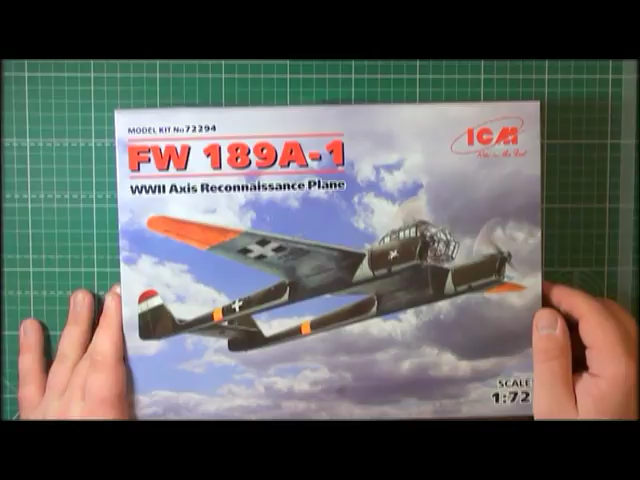 MODEL KIT No72294
FW 189A-1
WWII Axis Reconnaissance Plane
ICM
SCALE
1:72